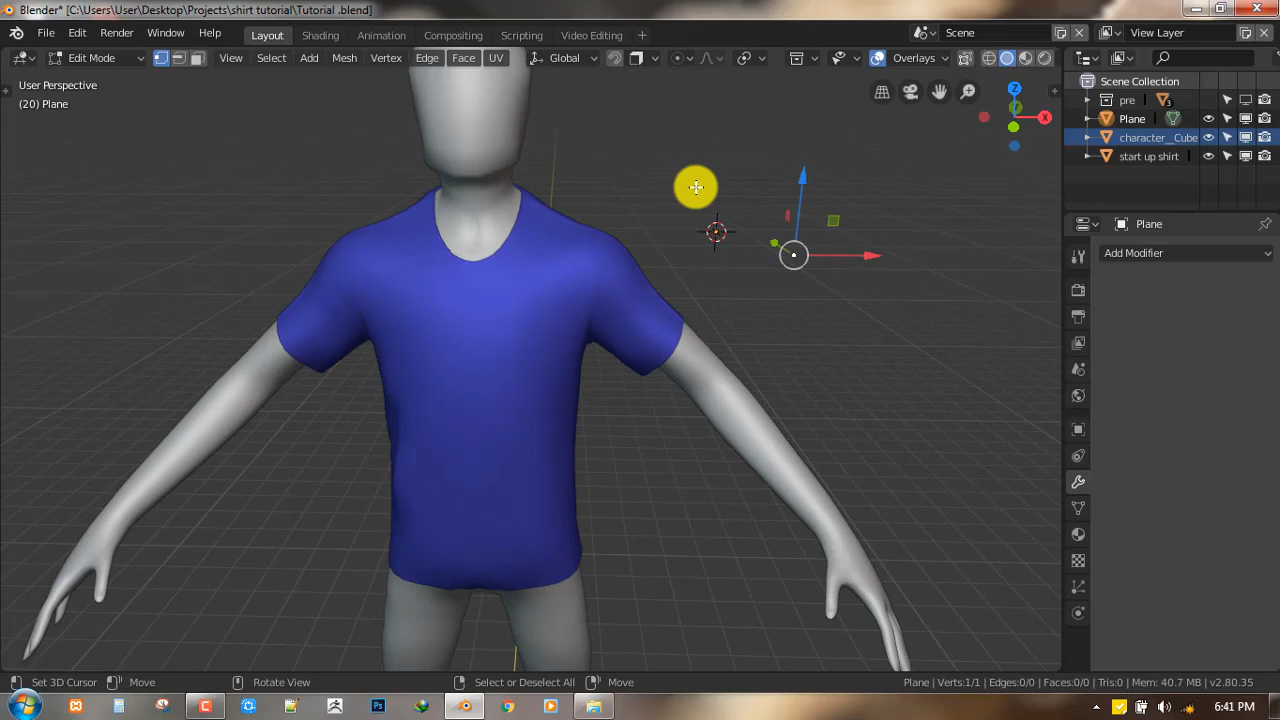 Blender* [C:\Users\User\Desktop\Projects\shirt tutorial\Tutorial .blend]
File Edit Render Window Help Layout Shading Animation Compositing Scripting Video Editing + Scene View Layer
Edit Mode View Select Add Mesh Vertex Edge Face UV Global Overlays
User Perspective
(20) Plane
Z
X
Scene Collection
pre 3
Plane
character__Cube
start up shirt
Plane
Add Modifier
Set 3D Cursor Move Rotate View Select or Deselect All Move Plane | Verts:1/1 | Edges:0/0 | Faces:0/0 | Tris:0 | Mem: 40.7 MB | v2.80.35
Ps 6:41 PM